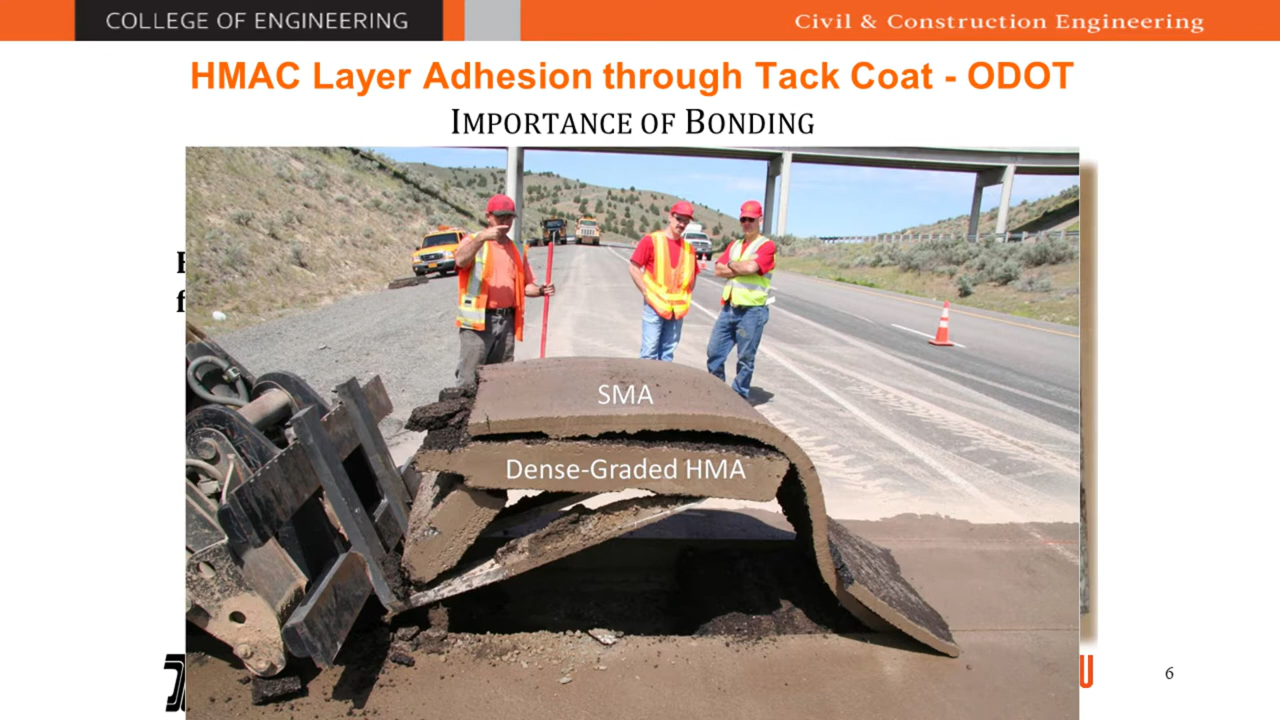 COLLEGE OF ENGINEERING
Civil & Construction Engineering
HMAC Layer Adhesion through Tack Coat - ODOT
IMPORTANCE OF BONDING
SMA
Dense-Graded HMA
6